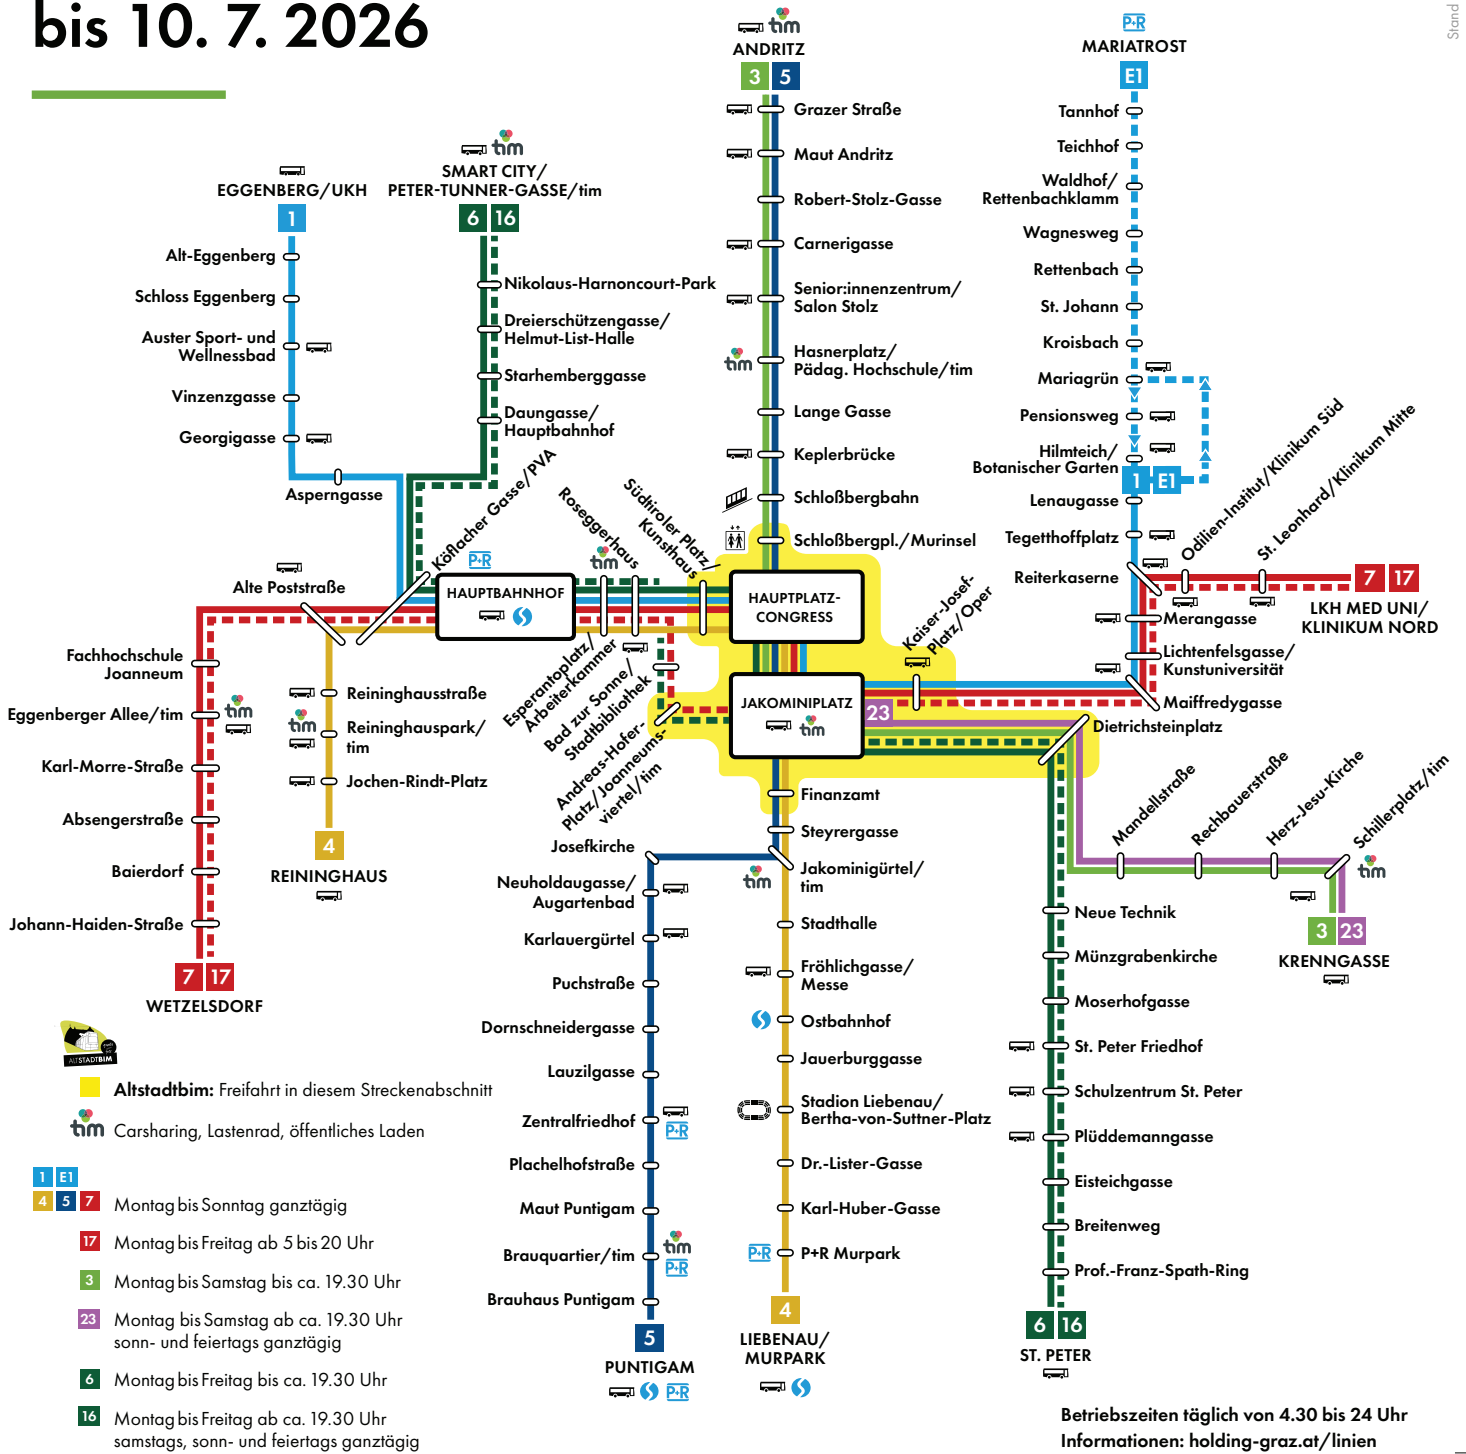 bis 10. 7. 2026
Stand
ANDRITZ
3 5
Grazer Straße
Maut Andritz
Robert-Stolz-Gasse
Carnerigasse
Senior:innenzentrum/
Salon Stolz
Hasnerplatz/
Pädag. Hochschule/tim
Lange Gasse
Keplerbrücke
Schloßbergbahn
Schloßbergpl./Murinsel
tim
P+R
MARIATROST
E1
Tannhof
Teichhof
Waldhof/
Rettenbachklamm
Wagnesweg
Rettenbach
St. Johann
Kroisbach
Mariagrün
Pensionsweg
Hilmteich/
Botanischer Garten
1 E1
Lenaugasse
Tegetthoffplatz
Reiterkaserne
Merangasse
Lichtenfelsgasse/
Kunstuniversität
Maiffredygasse
Odilien-Institut/Klinikum Süd
St. Leonhard/Klinikum Mitte
7 17
LKH MED UNI/
KLINIKUM NORD
EGGENBERG/UKH
1
Alt-Eggenberg
Schloss Eggenberg
Auster Sport- und
Wellnessbad
Vinzenzgasse
Georgigasse
Asperngasse
tim
SMART CITY/
PETER-TUNNER-GASSE/tim
6 16
Nikolaus-Harnoncourt-Park
Dreierschützengasse/
Helmut-List-Halle
Starhemberggasse
Daungasse/
Hauptbahnhof
Köflacher Gasse/PVA
P+R
HAUPTBAHNHOF
Alte Poststraße
Roseggerhaus
tim
Südtiroler Platz/
Kunsthaus
HAUPTPLATZ-
CONGRESS
JAKOMINIPLATZ
tim
Kaiser-Josef-
Platz/Oper
23
Dietrichsteinplatz
Esperantoplatz/
Arbeiterkammer
Bad zur Sonne/
Stadtbibliothek
Andreas-Hofer-
Platz/Joanneums-
viertel/tim
Fachhochschule
Joanneum
Eggenberger Allee/tim
tim
Karl-Morre-Straße
Absengerstraße
Baierdorf
Johann-Haiden-Straße
7 17
WETZELSDORF
Reininghausstraße
tim
Reininghauspark/
tim
Jochen-Rindt-Platz
4
REININGHAUS
Finanzamt
Steyrergasse
Jakominigürtel/
tim
tim
Stadthalle
Fröhlichgasse/
Messe
Ostbahnhof
Jauerburggasse
Stadion Liebenau/
Bertha-von-Suttner-Platz
Dr.-Lister-Gasse
Karl-Huber-Gasse
P+R P+R Murpark
4
LIEBENAU/
MURPARK
Josefkirche
Neuholdaugasse/
Augartenbad
Karlauergürtel
Puchstraße
Dornschneidergasse
Lauzilgasse
Zentralfriedhof
P+R
Plachelhofstraße
Maut Puntigam
Brauquartier/tim
tim
P+R
Brauhaus Puntigam
5
PUNTIGAM
P+R
Mandellstraße
Rechbauerstraße
Herz-Jesu-Kirche
Schillerplatz/tim
tim
3 23
KRENNGASSE
Neue Technik
Münzgrabenkirche
Moserhofgasse
St. Peter Friedhof
Schulzentrum St. Peter
Plüddemanngasse
Eisteichgasse
Breitenweg
Prof.-Franz-Spath-Ring
6 16
ST. PETER
ALTSTADTBIM
Altstadtbim: Freifahrt in diesem Streckenabschnitt
tim Carsharing, Lastenrad, öffentliches Laden
1 E1
4 5 7 Montag bis Sonntag ganztägig
17 Montag bis Freitag ab 5 bis 20 Uhr
3 Montag bis Samstag bis ca. 19.30 Uhr
23 Montag bis Samstag ab ca. 19.30 Uhr
sonn- und feiertags ganztägig
6 Montag bis Freitag bis ca. 19.30 Uhr
16 Montag bis Freitag ab ca. 19.30 Uhr
samstags, sonn- und feiertags ganztägig
Betriebszeiten täglich von 4.30 bis 24 Uhr
Informationen: holding-graz.at/linien